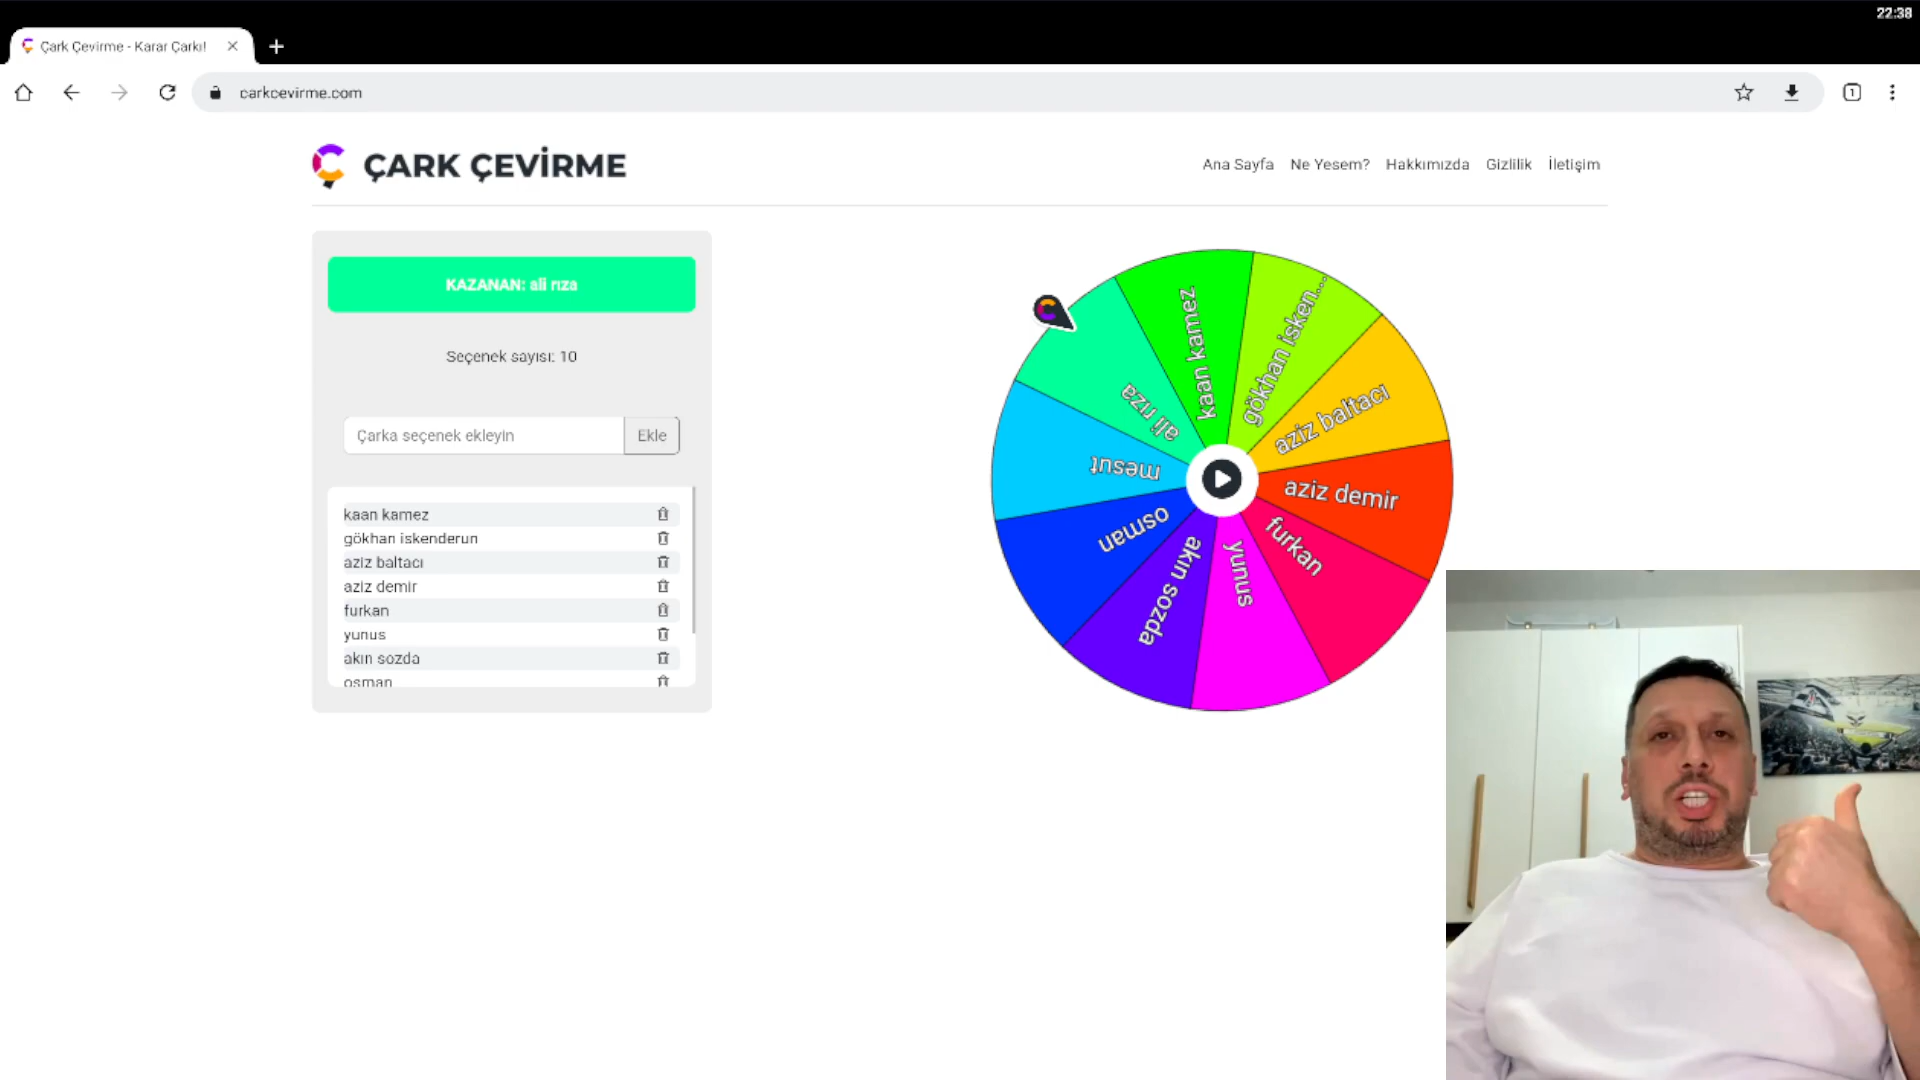 22:38
Çark Çevirme - Karar Çarkı!
carkcevirme.com
1
ÇARK ÇEVİRME
Ana Sayfa Ne Yesem? Hakkımızda Gizlilik İletişim
KAZANAN: ali rıza
Seçenek sayısı: 10
Çarka seçenek ekleyin Ekle
kaan kamez
gökhan iskenderun
aziz baltacı
aziz demir
furkan
yunus
akın sozda
osman
kaan kamez
gökhan isken...
aziz baltacı
aziz demir
furkan
yunus
akın sozda
osman
mesut
ali rıza